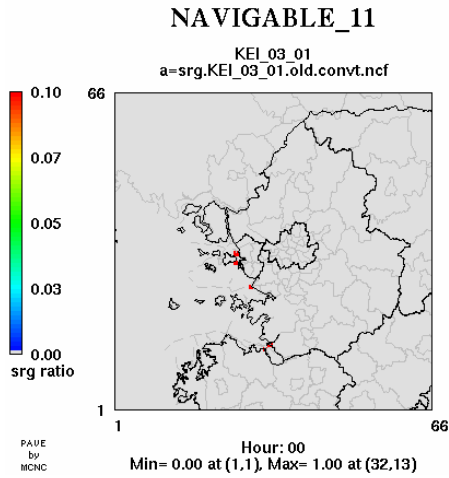 NAVIGABLE_11
KEI_03_01
a=srg.KEI_03_01.old.convt.ncf
0.10
0.07
0.05
0.03
0.00
srg ratio
66
1
1
66
PAVE
by
MCNC
Hour: 00
Min= 0.00 at (1,1), Max= 1.00 at (32,13)